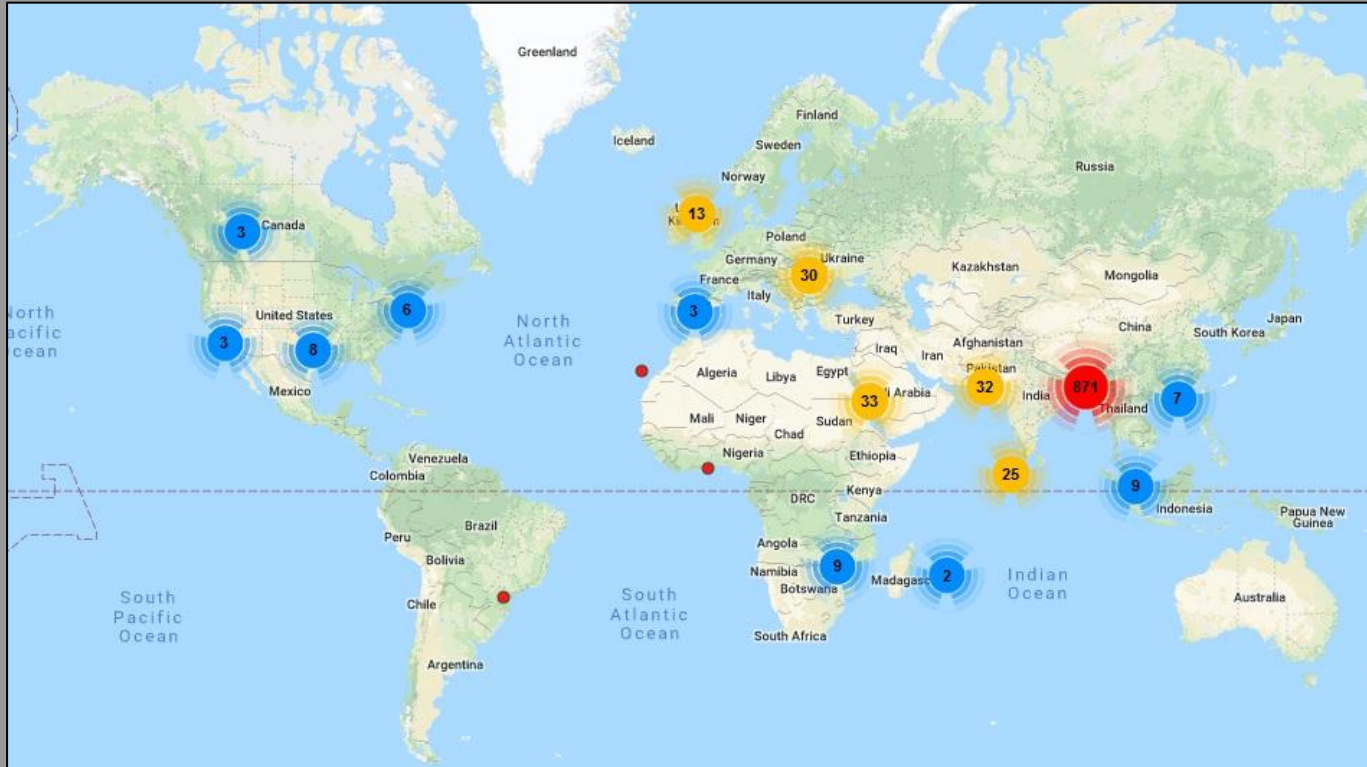 Greenland
Iceland
Finland
Sweden
Norway
Russia
13
3
Canada
Poland
Germany
Ukraine
30
France
Kazakhstan
Mongolia
Italy
North
Pacific
Ocean
United States
6
3
8
North
Atlantic
Ocean
3
Turkey
China
South Korea
Japan
Iraq
Iran
Afghanistan
Pakistan
Mexico
Algeria
Libya
Egypt
33
Saudi Arabia
32
India
871
Thailand
7
Mali
Niger
Chad
Sudan
Nigeria
Ethiopia
Venezuela
Colombia
25
9
Indonesia
DRC
Kenya
Tanzania
Papua New
Guinea
Peru
Brazil
Angola
Bolivia
Namibia
9
Botswana
Madagascar
2
Indian
Ocean
Australia
South
Pacific
Ocean
Chile
South
Atlantic
Ocean
South Africa
Argentina